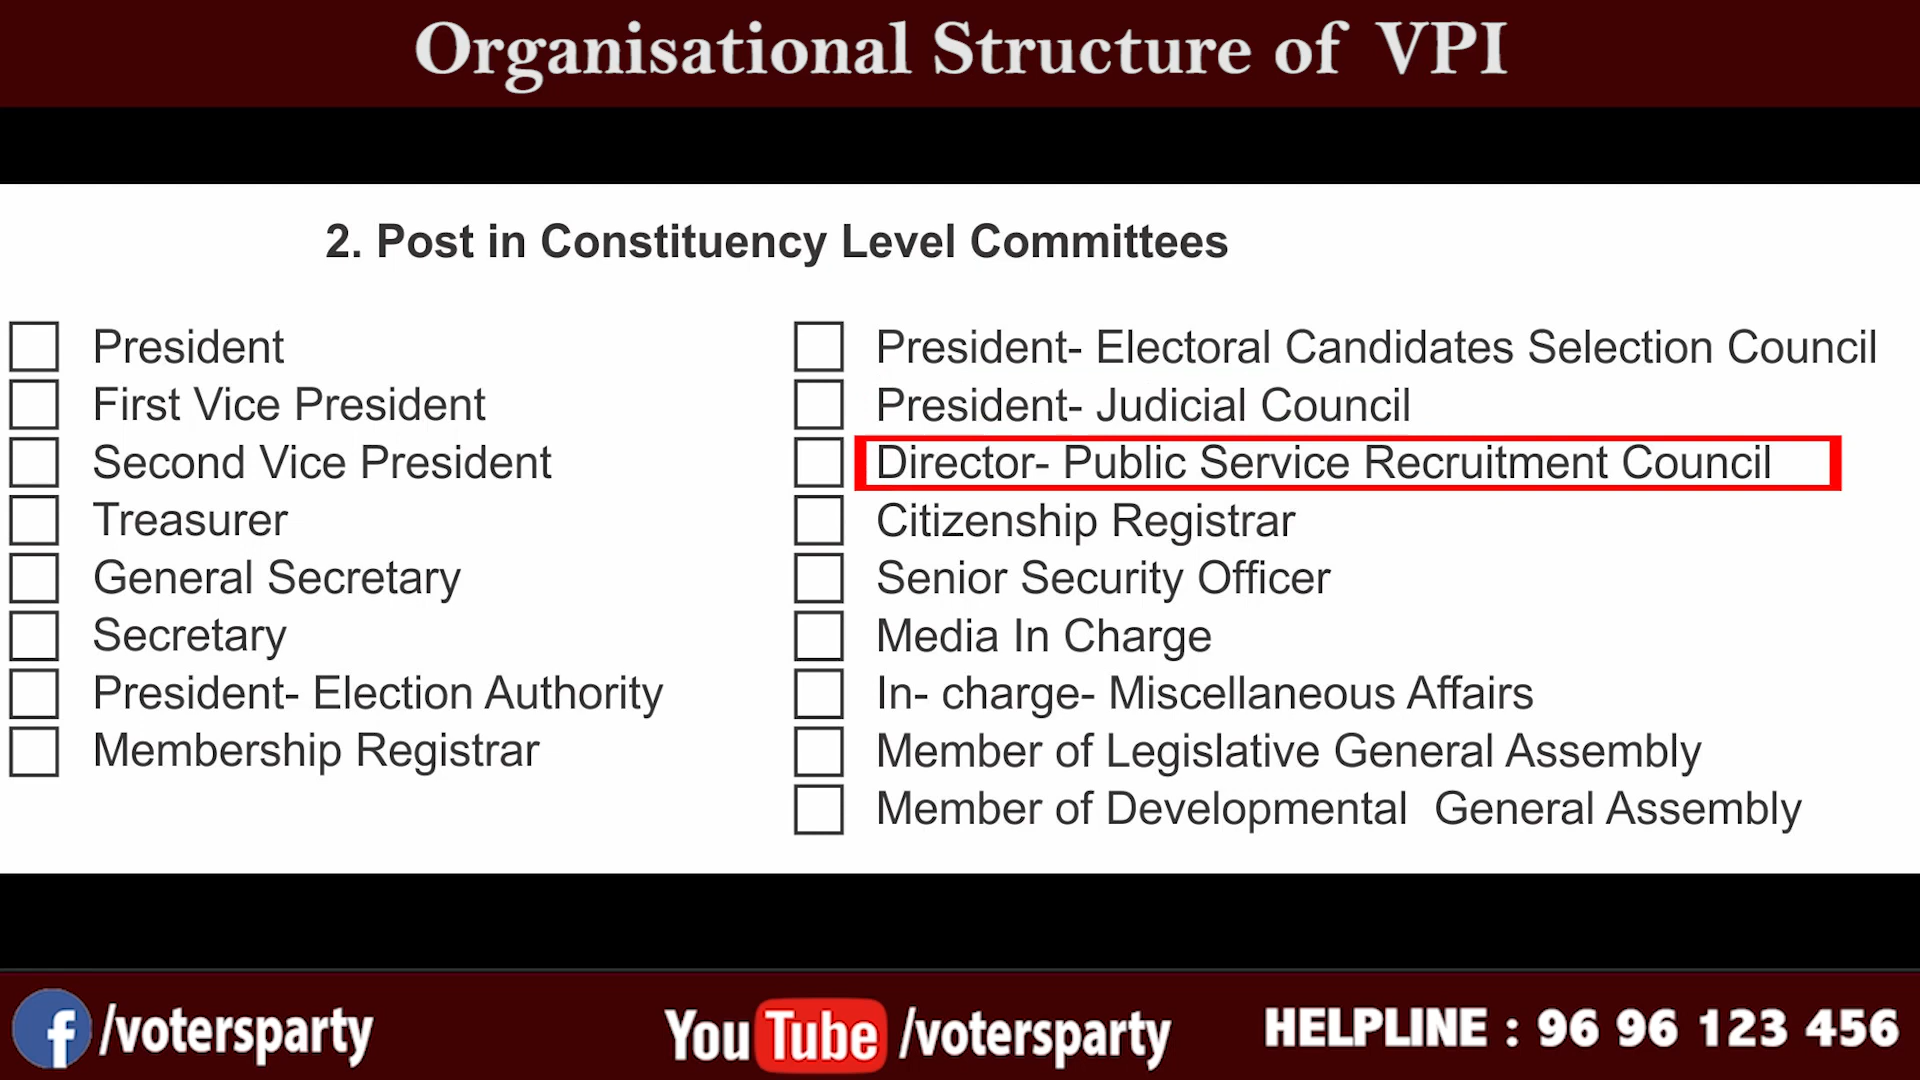 Organisational Structure of VPI
2. Post in Constituency Level Committees
President
First Vice President
Second Vice President
Treasurer
General Secretary
Secretary
President- Election Authority
Membership Registrar
President- Electoral Candidates Selection Council
President- Judicial Council
Director- Public Service Recruitment Council
Citizenship Registrar
Senior Security Officer
Media In Charge
In- charge- Miscellaneous Affairs
Member of Legislative General Assembly
Member of Developmental  General Assembly
f /votersparty
YouTube /votersparty
HELPLINE : 96 96 123 456